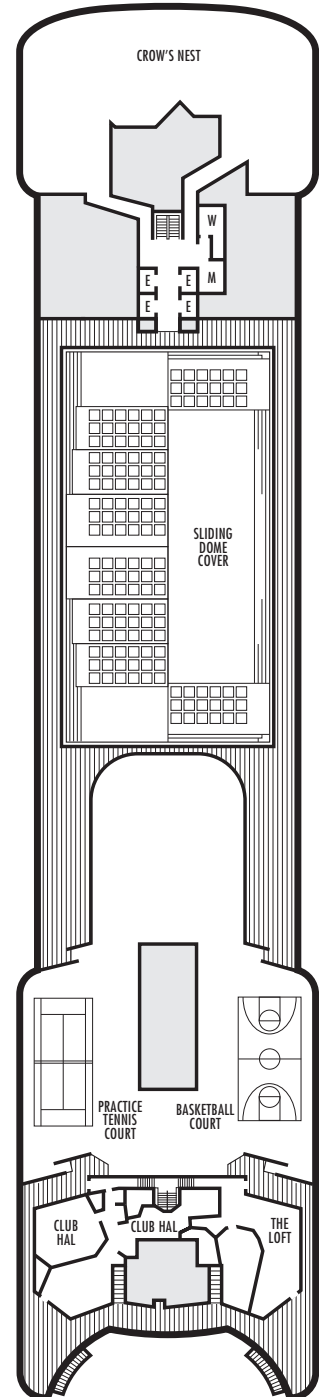 CROW'S NEST
W
M
E
E
E
E
SLIDING
DOME
COVER
PRACTICE
TENNIS
COURT
BASKETBALL
COURT
CLUB
HAL
CLUB HAL
THE
LOFT